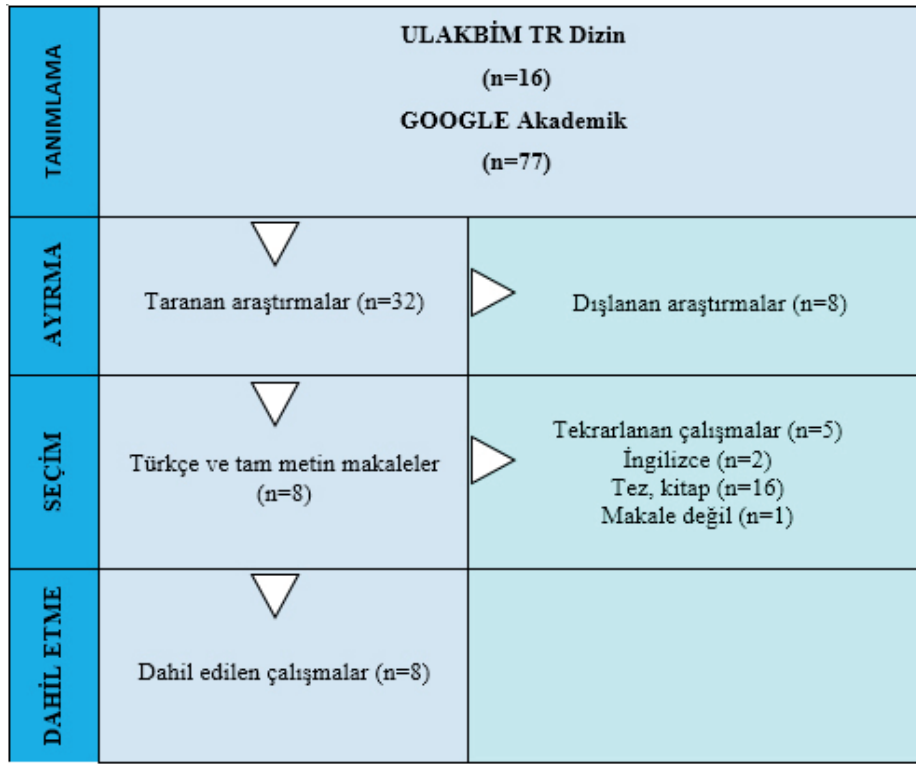 TANIMLAMA
ULAKBİM TR Dizin
(n=16)
GOOGLE Akademik
(n=77)
AYIRMA
Taranan araştırmalar (n=32)
Dışlanan araştırmalar (n=8)
SEÇİM
Türkçe ve tam metin makaleler
(n=8)
Tekrarlanan çalışmalar (n=5)
İngilizce (n=2)
Tez, kitap (n=16)
Makale değil (n=1)
DAHİL ETME
Dahil edilen çalışmalar (n=8)